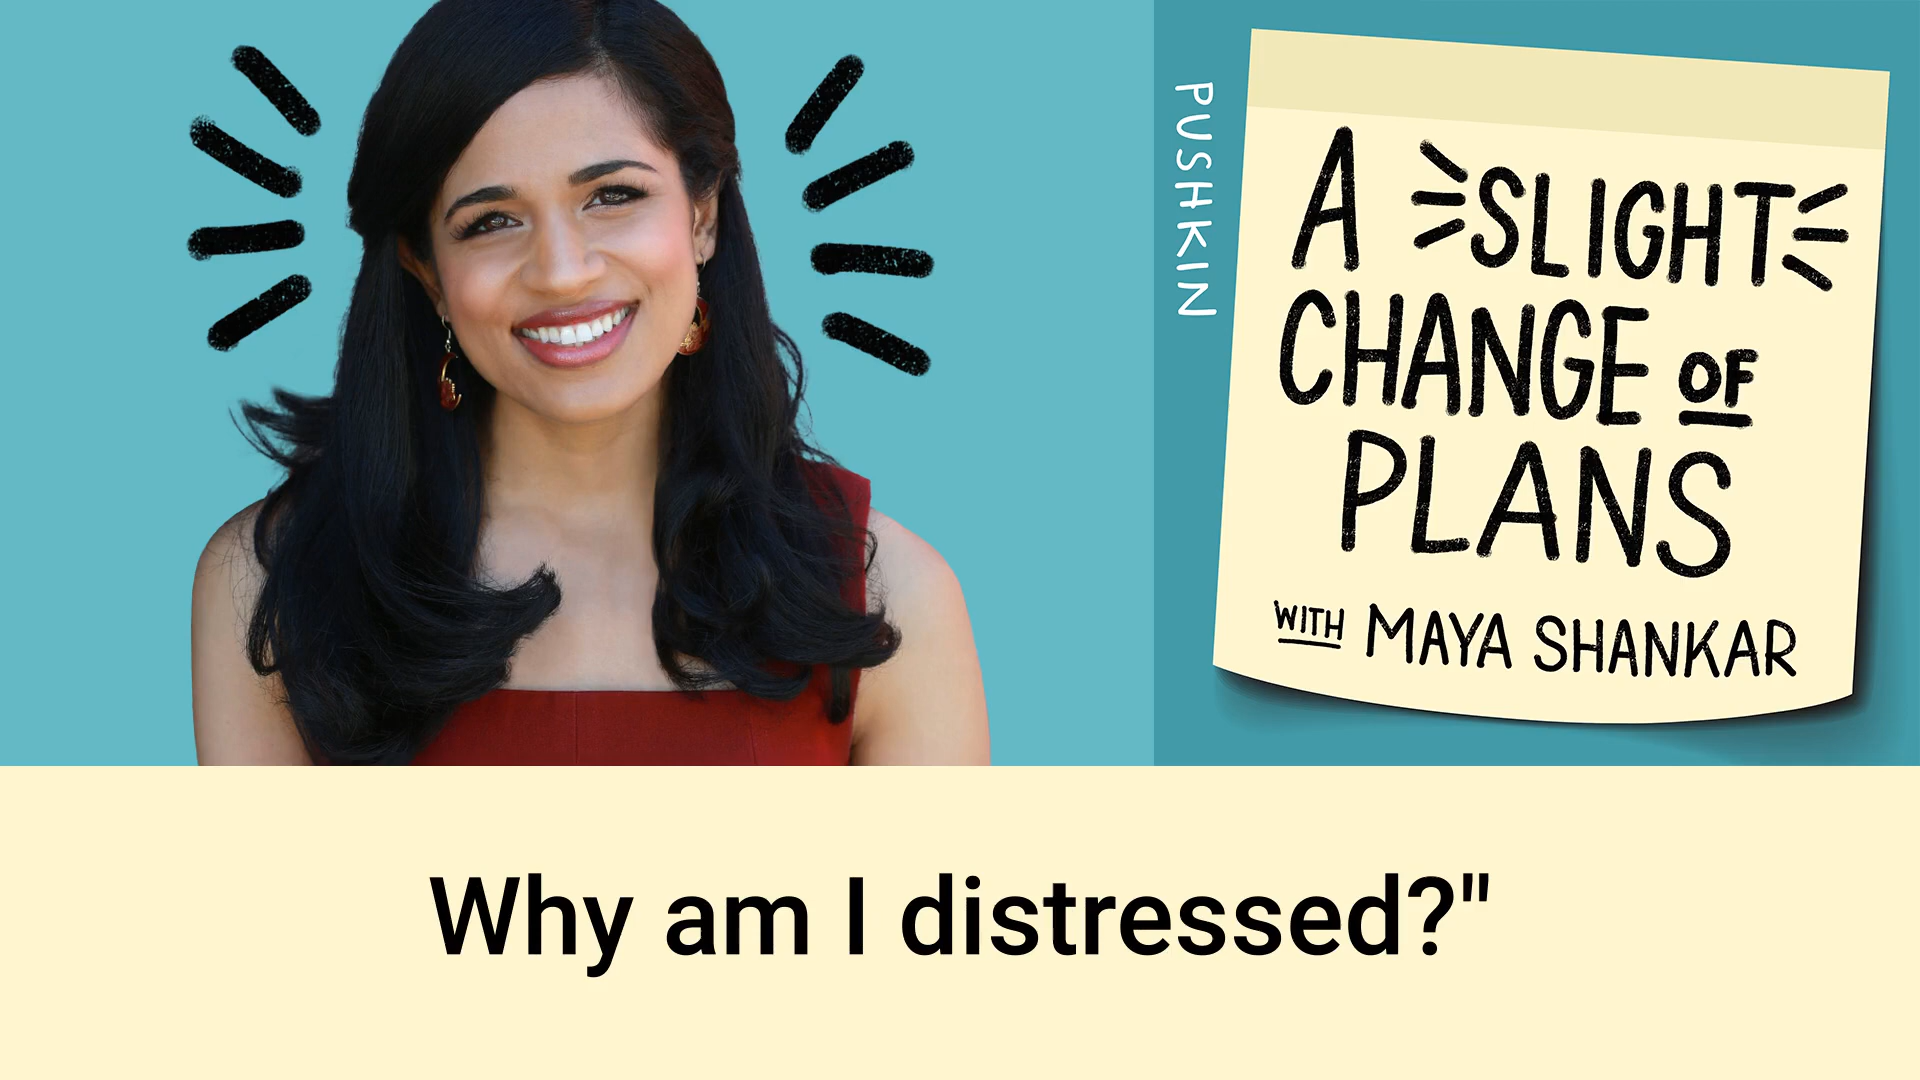 PUSHKIN
A SLIGHT
CHANGE OF
PLANS
WITH MAYA SHANKAR
Why am I distressed?"